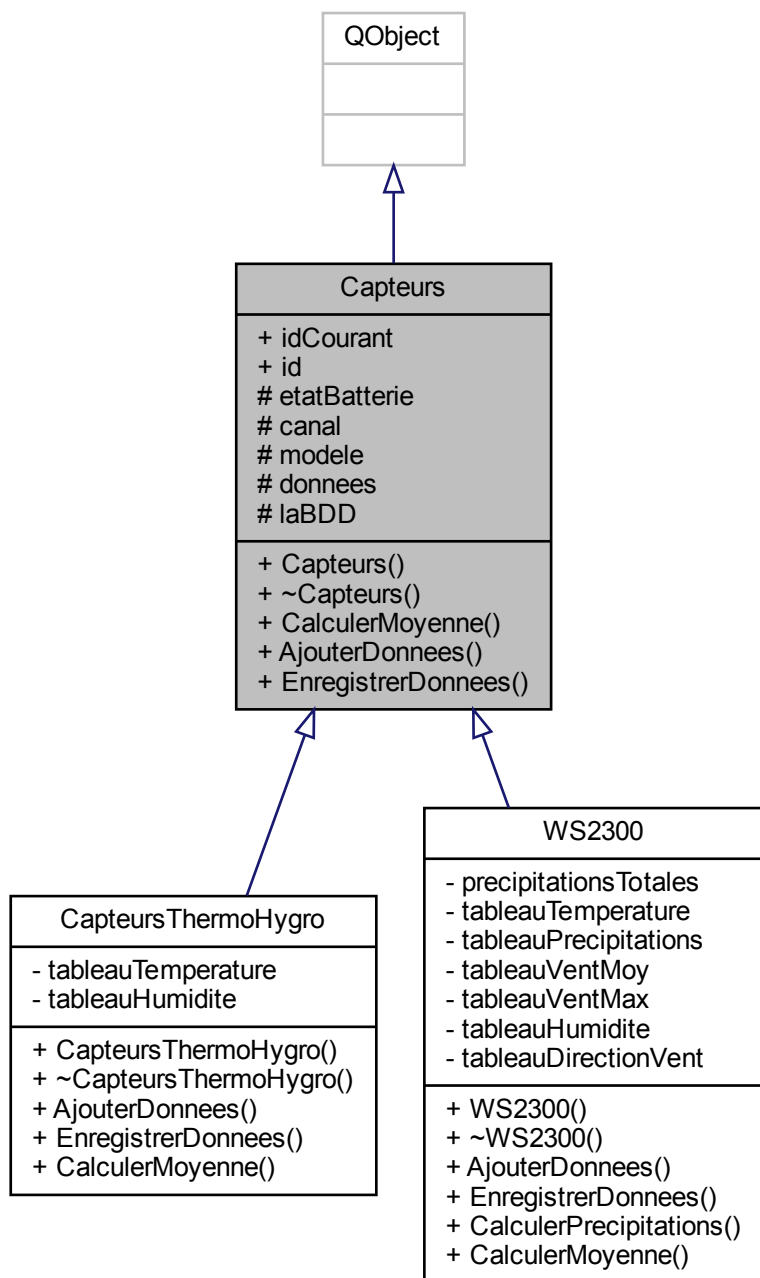 QObject
Capteurs
+ idCourant
+ id
# etatBatterie
# canal
# modele
# donnees
# laBDD
+ Capteurs()
+ ~Capteurs()
+ CalculerMoyenne()
+ AjouterDonnees()
+ EnregistrerDonnees()
CapteursThermoHygro
- tableauTemperature
- tableauHumidite
+ CapteursThermoHygro()
+ ~CapteursThermoHygro()
+ AjouterDonnees()
+ EnregistrerDonnees()
+ CalculerMoyenne()
WS2300
- precipitationsTotales
- tableauTemperature
- tableauPrecipitations
- tableauVentMoy
- tableauVentMax
- tableauHumidite
- tableauDirectionVent
+ WS2300()
+ ~WS2300()
+ AjouterDonnees()
+ EnregistrerDonnees()
+ CalculerPrecipitations()
+ CalculerMoyenne()